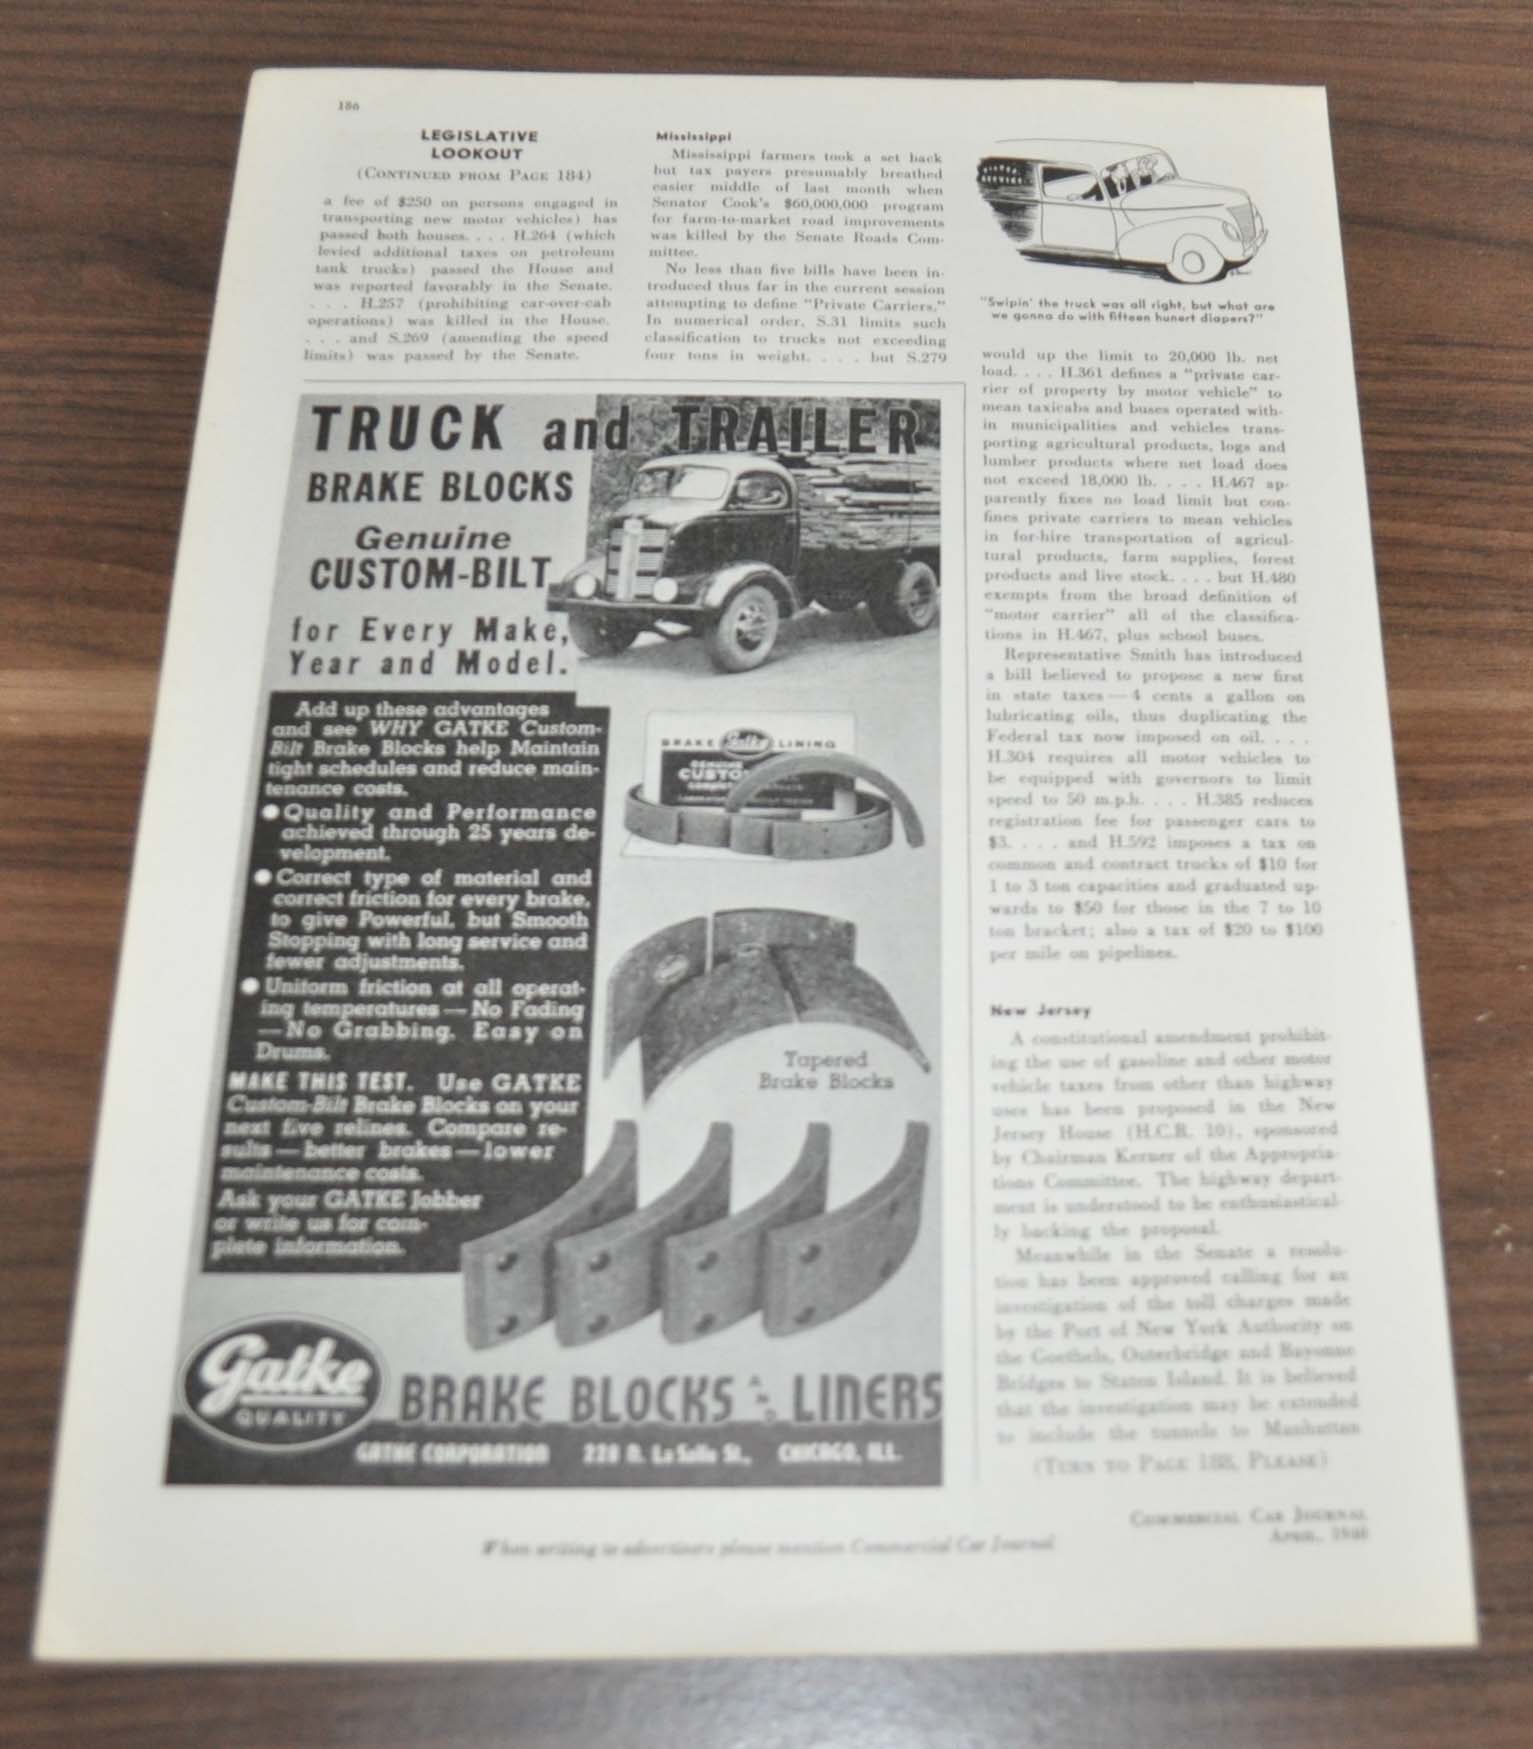 186
LEGISLATIVE
LOOKOUT
(CONTINUED FROM PAGE 184)
a fee of $250 on persons engaged in
transporting new motor vehicles) has
passed both houses. . . . H.264 (which
levied additional taxes on petroleum
tank trucks) passed the House and
was reported favorably in the Senate.
. . . H.257 (prohibiting car-over-cab
operations) was killed in the House.
. . . and S.269 (amending the speed
limits) was passed by the Senate.
Mississippi
Mississippi farmers took a set back
but tax payers presumably breathed
easier middle of last month when
Senator Cook's $60,000,000 program
for farm-to-market road improvements
was killed by the Senate Roads Com-
mittee.
No less than five bills have been in-
troduced thus far in the current session
attempting to define "Private Carriers."
In numerical order, S.31 limits such
classification to trucks not exceeding
four tons in weight. . . . but S.279
SERVICE
"Swipin' the truck was all right, but what are
we gonna do with fifteen hunert diapers?"
would up the limit to 20,000 lb. net
load. . . . H.361 defines a "private car-
rier of property by motor vehicle" to
mean taxicabs and buses operated with-
in municipalities and vehicles trans-
porting agricultural products, logs and
lumber products where net load does
not exceed 18,000 lb. . . . H.467 ap-
parently fixes no load limit but con-
fines private carriers to mean vehicles
in for-hire transportation of agricul-
tural products, farm supplies, forest
products and live stock. . . . but H.480
exempts from the broad definition of
"motor carrier" all of the classifica-
tions in H.467, plus school buses.
Representative Smith has introduced
a bill believed to propose a new first
in state taxes—4 cents a gallon on
lubricating oils, thus duplicating the
Federal tax now imposed on oil. . . .
H.304 requires all motor vehicles to
be equipped with governors to limit
speed to 50 m.p.h. . . . H.385 reduces
registration fee for passenger cars to
$3. . . . and H.592 imposes a tax on
common and contract trucks of $10 for
1 to 3 ton capacities and graduated up-
wards to $50 for those in the 7 to 10
ton bracket; also a tax of $20 to $100
per mile on pipelines.
New Jersey
A constitutional amendment prohibit-
ing the use of gasoline and other motor
vehicle taxes from other than highway
uses has been proposed in the New
Jersey House (H.C.R. 10), sponsored
by Chairman Kerner of the Appropria-
tions Committee. The highway depart-
ment is understood to be enthusiastical-
ly backing the proposal.
Meanwhile in the Senate a resolu-
tion has been approved calling for an
investigation of the toll charges made
by the Port of New York Authority on
the Goethels, Outerbridge and Bayonne
Bridges to Staten Island. It is believed
that the investigation may be extended
to include the tunnels to Manhattan
(TURN TO PAGE 188, PLEASE)
TRUCK and TRAILER
BRAKE BLOCKS
Genuine
CUSTOM-BILT
for Every Make,
Year and Model.
Add up these advantages
and see WHY GATKE Custom-
Bilt Brake Blocks help Maintain
tight schedules and reduce main-
tenance costs.
● Quality and Performance
achieved through 25 years de-
velopment.
● Correct type of material and
correct friction for every brake,
to give Powerful, but Smooth
Stopping with long service and
fewer adjustments.
● Uniform friction at all operat-
ing temperatures — No Fading
— No Grabbing. Easy on
Drums.
MAKE THIS TEST. Use GATKE
Custom-Bilt Brake Blocks on your
next five relines. Compare re-
sults — better brakes — lower
maintenance costs.
Ask your GATKE Jobber
or write us for com-
plete information.
BRAKE Gatke LINING
GENUINE
CUSTO
Tapered
Brake Blocks
Gatke
QUALITY
BRAKE BLOCKS AND LINERS
GATKE CORPORATION 228 N. La Salle St., CHICAGO, ILL.
When writing to advertisers please mention Commercial Car Journal
COMMERCIAL CAR JOURNAL
APRIL, 1940